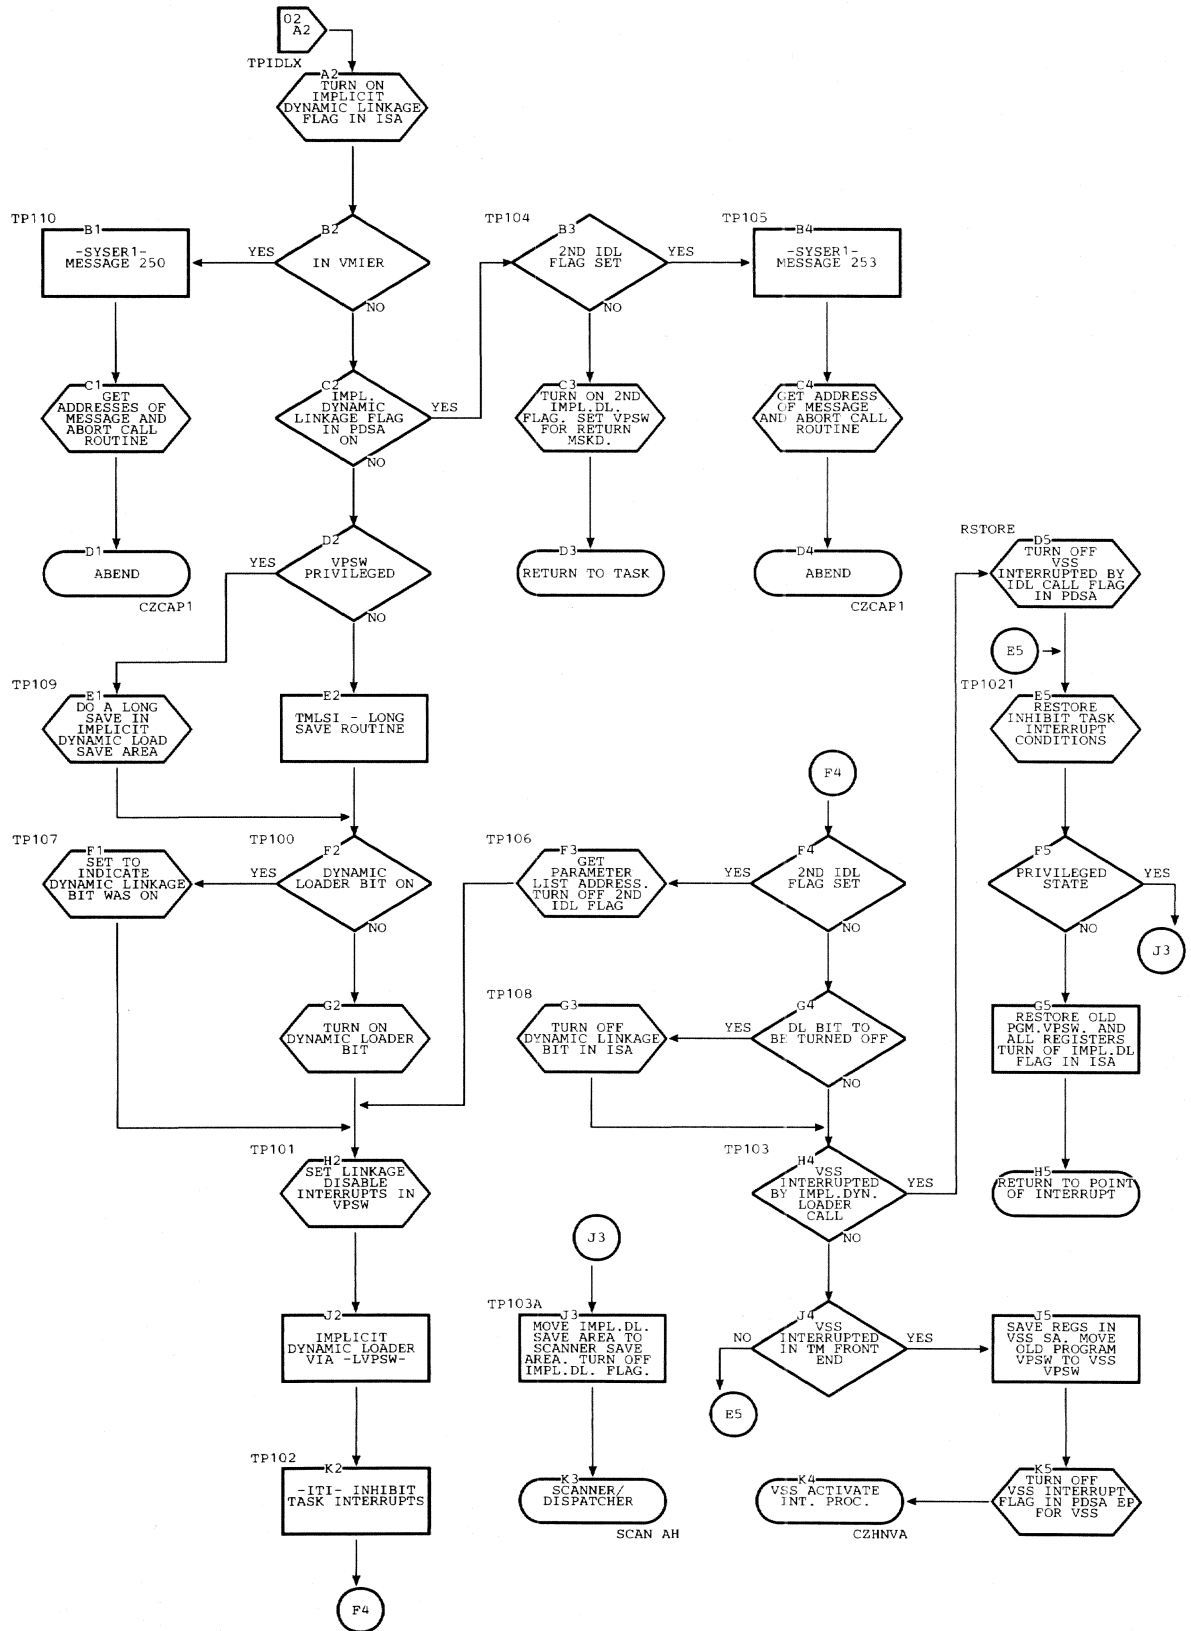 02
A2
TPIDLX
A2
TURN ON
IMPLICIT
DYNAMIC LINKAGE
FLAG IN ISA
TP110
B1
-SYSER1-
MESSAGE 250
YES
B2
IN VMIER
NO
TP104
B3
2ND IDL
FLAG SET
YES
NO
TP105
B4
-SYSER1-
MESSAGE 253
C1
GET
ADDRESSES OF
MESSAGE AND
ABORT CALL
ROUTINE
C2
IMPL.
DYNAMIC
LINKAGE FLAG
IN PDSA
ON
YES
NO
C3
TURN ON 2ND
IMPL.DL.
FLAG. SET VPSW
FOR RETURN
MSKD.
C4
GET ADDRESS
OF MESSAGE
AND ABORT CALL
ROUTINE
D1
ABEND
CZCAP1
YES
D2
VPSW
PRIVILEGED
NO
D3
RETURN TO TASK
D4
ABEND
CZCAP1
RSTORE
D5
TURN OFF
VSS
INTERRUPTED BY
IDL CALL FLAG
IN PDSA
E5
TP109
E1
DO A LONG
SAVE IN
IMPLICIT
DYNAMIC LOAD
SAVE AREA
E2
TMLSI - LONG
SAVE ROUTINE
TP1021
E5
RESTORE
INHIBIT TASK
INTERRUPT
CONDITIONS
F4
TP107
F1
SET TO
INDICATE
DYNAMIC LINKAGE
BIT WAS ON
YES
TP100
F2
DYNAMIC
LOADER BIT ON
NO
TP106
F3
GET
PARAMETER
LIST ADDRESS.
TURN OFF 2ND
IDL FLAG
YES
F4
2ND IDL
FLAG SET
NO
F5
PRIVILEGED
STATE
YES
NO
J3
G2
TURN ON
DYNAMIC LOADER
BIT
TP108
G3
TURN OFF
DYNAMIC LINKAGE
BIT IN ISA
YES
G4
DL BIT TO
BE TURNED OFF
NO
G5
RESTORE OLD
PGM.VPSW. AND
ALL REGISTERS
TURN OF IMPL.DL
FLAG IN ISA
TP101
H2
SET LINKAGE
DISABLE
INTERRUPTS IN
VPSW
TP103
H4
VSS
INTERRUPTED
BY IMPL.DYN.
LOADER
CALL
YES
NO
H5
RETURN TO POINT
OF INTERRUPT
J3
J2
IMPLICIT
DYNAMIC LOADER
VIA -LVPSW-
TP103A
J3
MOVE IMPL.DL.
SAVE AREA TO
SCANNER SAVE
AREA. TURN OFF
IMPL.DL. FLAG.
NO
J4
VSS
INTERRUPTED
IN TM FRONT
END
YES
J5
SAVE REGS IN
VSS SA. MOVE
OLD PROGRAM
VPSW TO VSS
VPSW
E5
TP102
K2
-ITI- INHIBIT
TASK INTERRUPTS
K3
SCANNER/
DISPATCHER
SCAN AH
K4
VSS ACTIVATE
INT. PROC.
CZHNVA
K5
TURN OFF
VSS INTERRUPT
FLAG IN PDSA EP
FOR VSS
F4